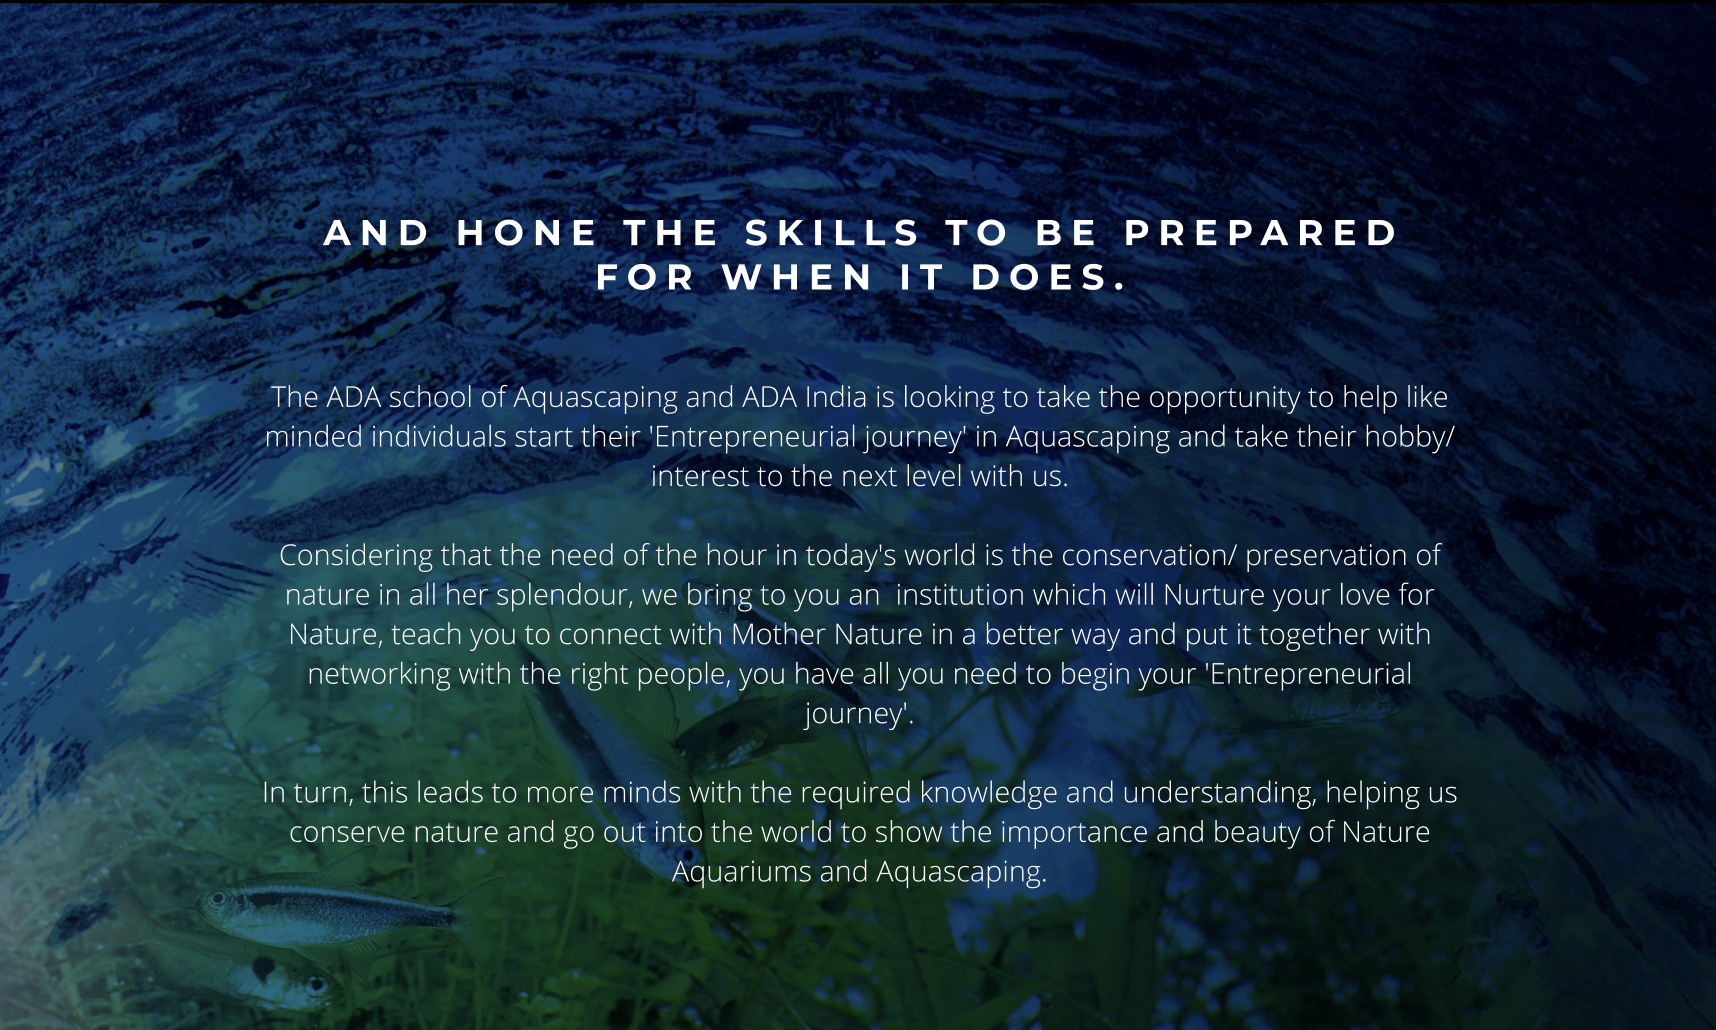 AND HONE THE SKILLS TO BE PREPARED
FOR WHEN IT DOES.
The ADA school of Aquascaping and ADA India is looking to take the opportunity to help like
minded individuals start their 'Entrepreneurial journey' in Aquascaping and take their hobby/
interest to the next level with us.
Considering that the need of the hour in today's world is the conservation/ preservation of
nature in all her splendour, we bring to you an  institution which will Nurture your love for
Nature, teach you to connect with Mother Nature in a better way and put it together with
networking with the right people, you have all you need to begin your 'Entrepreneurial
journey'.
In turn, this leads to more minds with the required knowledge and understanding, helping us
conserve nature and go out into the world to show the importance and beauty of Nature
Aquariums and Aquascaping.